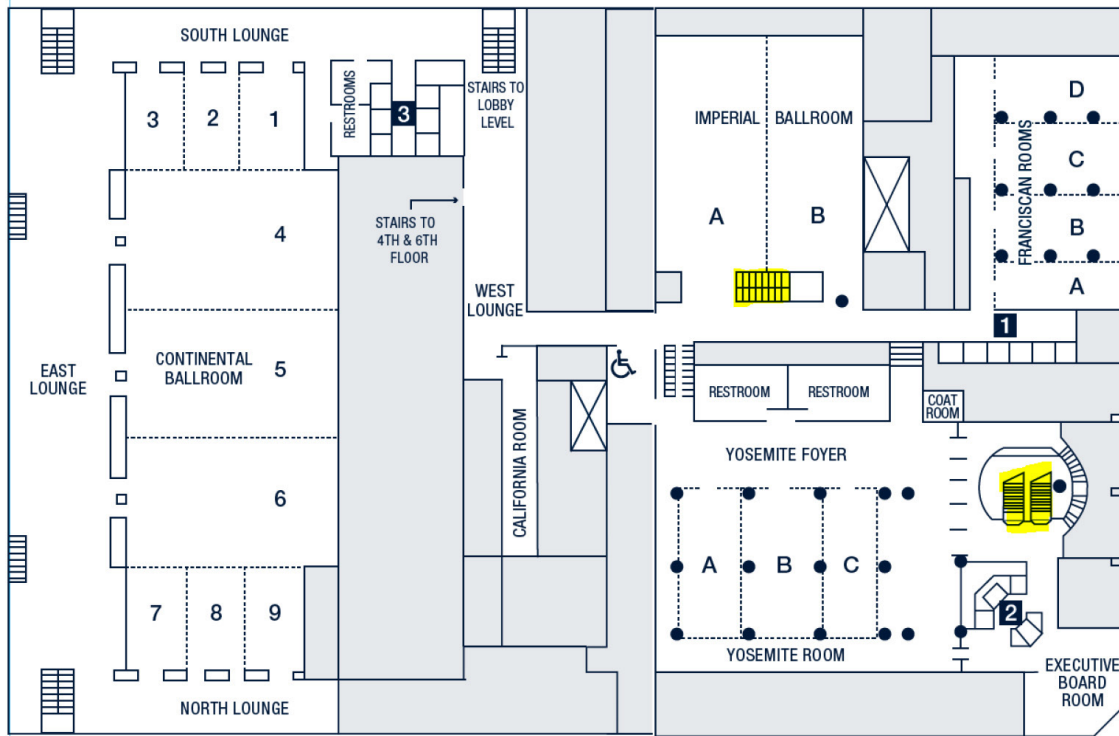 SOUTH LOUNGE
3
2
1
RESTROOMS
3
STAIRS TO
LOBBY
LEVEL
IMPERIAL
BALLROOM
A
B
D
C
B
A
FRANCISCAN ROOMS
4
STAIRS TO
4TH & 6TH
FLOOR
WEST
LOUNGE
1
EAST
LOUNGE
CONTINENTAL
BALLROOM
5
RESTROOM
RESTROOM
COAT
ROOM
CALIFORNIA ROOM
YOSEMITE FOYER
6
A
B
C
7
8
9
2
YOSEMITE ROOM
EXECUTIVE
BOARD
ROOM
NORTH LOUNGE